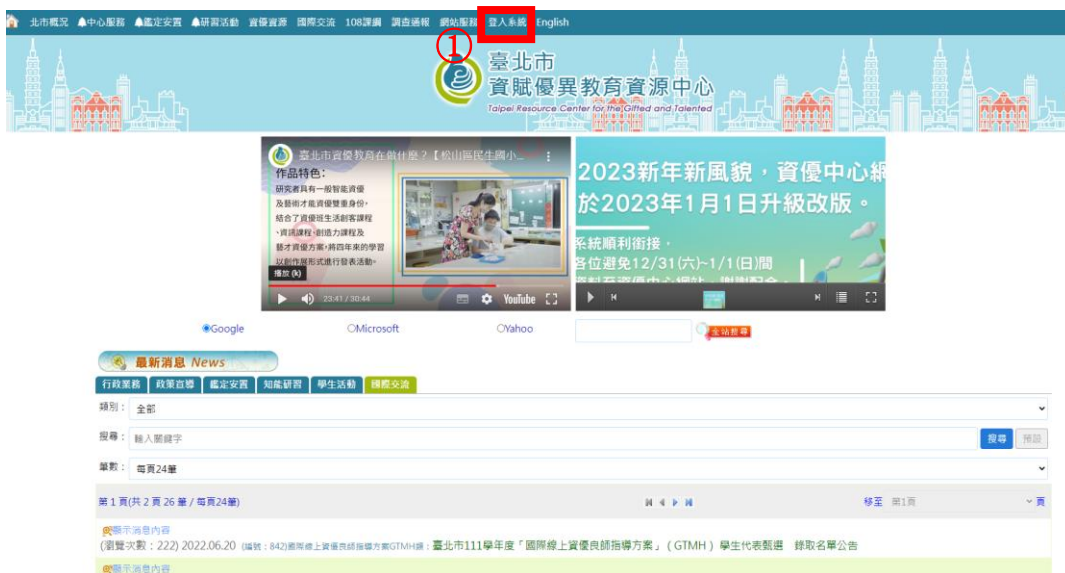 北市概況 中心服務 鑑定安置 研習活動 資優資源 國際交流 108課綱 調查通報 網站服務 登入系統 English
①
臺北市
資賦優異教育資源中心
Taipei Resource Center for the Gifted and Talented
臺北市資優教育在做什麼？【松山區民生國小_
作品特色:
研究者具有一般智能資優
及藝術才能資優雙重身份,
結合了資優班生活創客課程
、資訊課程、創造力課程及
藝才資優方案,將四年來的學習
以創作展形式進行發表活動。
播放 (k)
23:41 / 30:44
YouTube
2023新年新風貌，資優中心網
於2023年1月1日升級改版。
系統順利銜接，
各位避免12/31(六)~1/1(日)間
Google Microsoft Yahoo 全站搜尋
最新消息 News
行政業務 政策宣導 鑑定安置 知能研習 學生活動 國際交流
類別： 全部
搜尋： 輸入關鍵字 搜尋 預設
筆數： 每頁24筆
第 1 頁(共 2 頁 26 筆 / 每頁24筆) 移至 第1頁 頁
顯示消息內容
(瀏覽次數：222) 2022.06.20 (編號：842)國際線上資優良師指導方案GTMH類：臺北市111學年度「國際線上資優良師指導方案」（GTMH）學生代表甄選 錄取名單公告
顯示消息內容